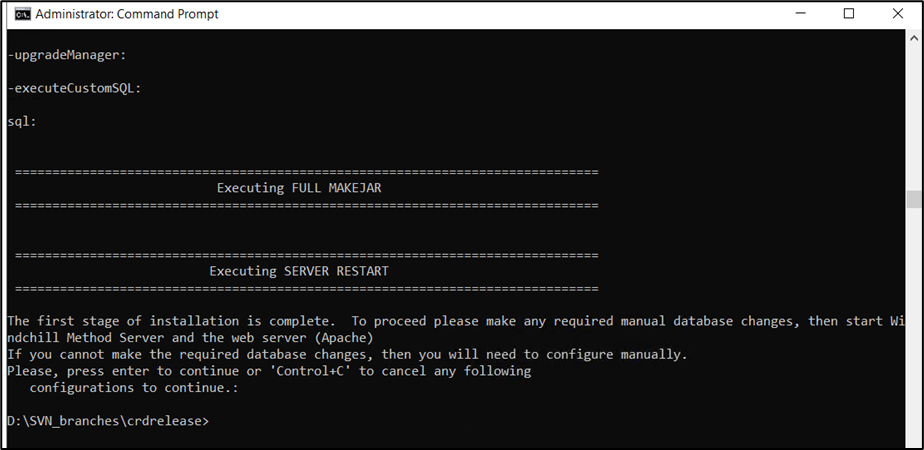 Administrator: Command Prompt
-upgradeManager:
-executeCustomSQL:
sql:
==============================================================================
Executing FULL MAKEJAR
==============================================================================
==============================================================================
Executing SERVER RESTART
==============================================================================
The first stage of installation is complete.  To proceed please make any required manual database changes, then start Wi
ndchill Method Server and the web server (Apache)
If you cannot make the required database changes, then you will need to configure manually.
Please, press enter to continue or 'Control+C' to cancel any following
   configurations to continue.:
D:\SVN_branches\crdrelease>